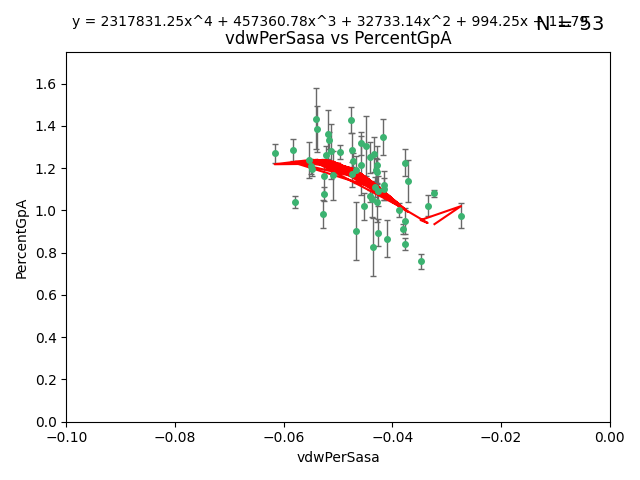 y = 2317831.25x^4 + 457360.78x^3 + 32733.14x^2 + 994.25x + 11.79
N = 53
vdwPerSasa vs PercentGpA
PercentGpA
1.6
1.4
1.2
1.0
0.8
0.6
0.4
0.2
0.0
−0.10 −0.08 −0.06 −0.04 −0.02 0.00
vdwPerSasa